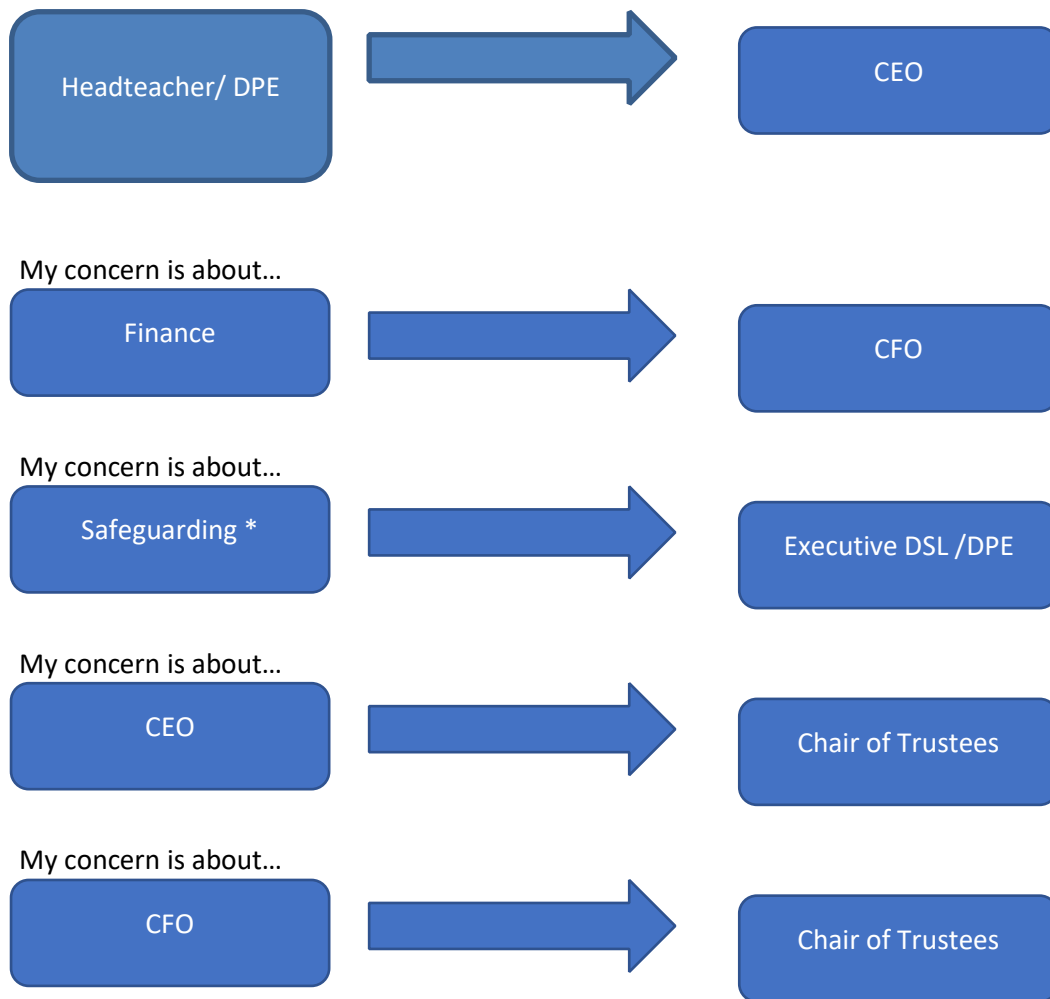 Headteacher/ DPE
CEO
My concern is about…
Finance
CFO
My concern is about…
Safeguarding *
Executive DSL /DPE
My concern is about…
CEO
Chair of Trustees
My concern is about…
CFO
Chair of Trustees